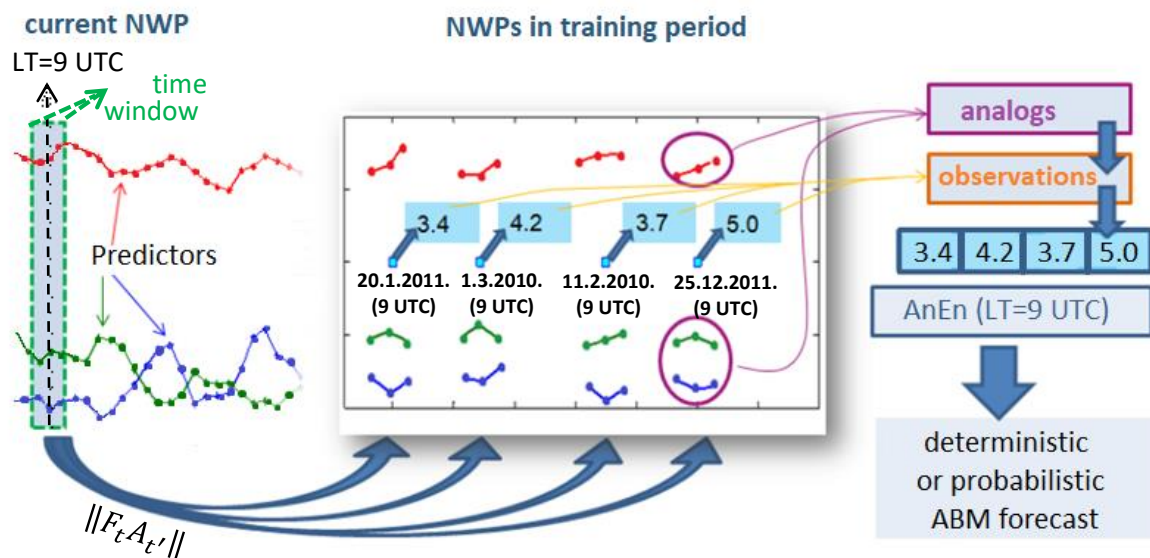 current NWP
NWPs in training period
LT=9 UTC
time
window
Predictors
3.4
4.2
3.7
5.0
20.1.2011.
(9 UTC)
1.3.2010.
(9 UTC)
11.2.2010.
(9 UTC)
25.12.2011.
(9 UTC)
‖F_t A_t′‖
analogs
observations
3.4 4.2 3.7 5.0
AnEn (LT=9 UTC)
deterministic
or probabilistic
ABM forecast